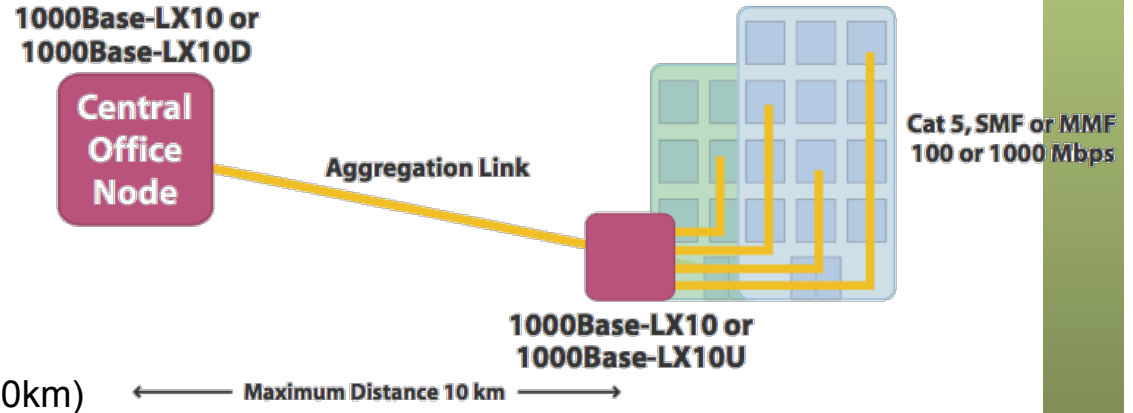 1000Base-LX10 or
1000Base-LX10D
Central
Office
Node
Aggregation Link
Cat 5, SMF or MMF
100 or 1000 Mbps
1000Base-LX10 or
1000Base-LX10U
0km)
Maximum Distance 10 km